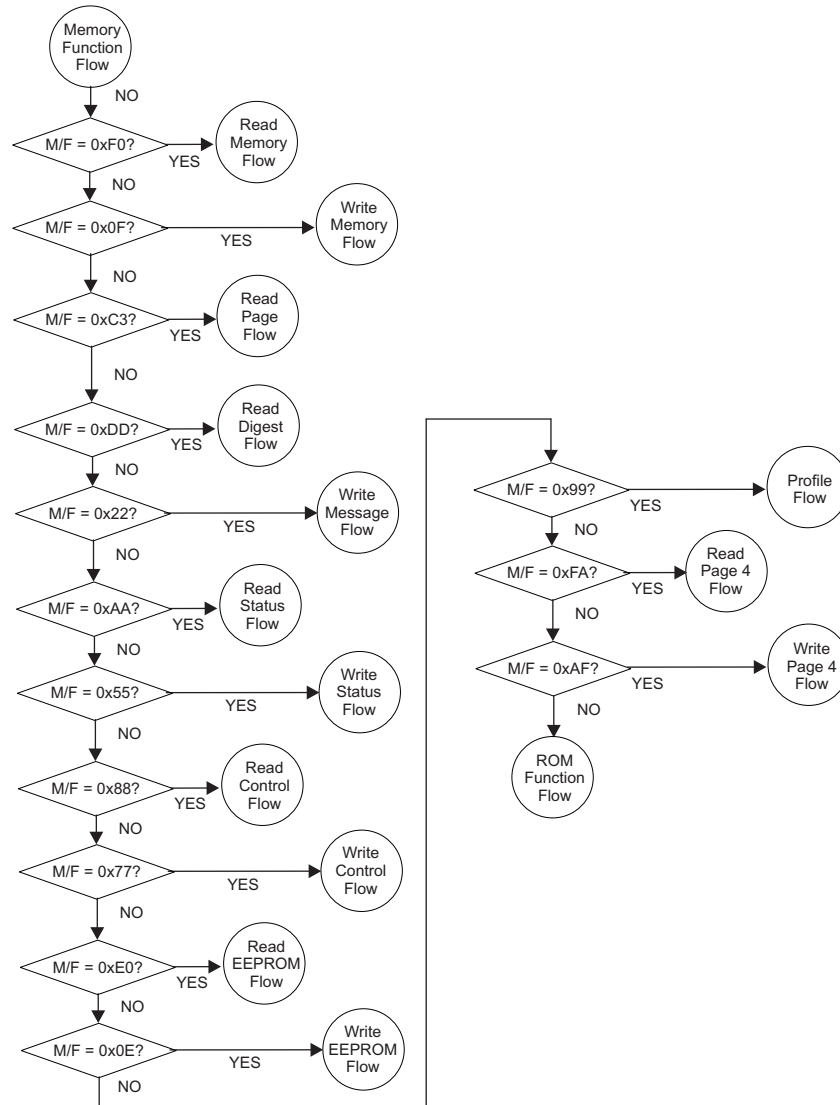 Memory
Function
Flow
NO
M/F = 0xF0?
YES
Read
Memory
Flow
NO
M/F = 0x0F?
YES
Write
Memory
Flow
NO
M/F = 0xC3?
YES
Read
Page
Flow
NO
M/F = 0xDD?
YES
Read
Digest
Flow
NO
M/F = 0x22?
YES
Write
Message
Flow
NO
M/F = 0xAA?
YES
Read
Status
Flow
NO
M/F = 0x55?
YES
Write
Status
Flow
NO
M/F = 0x88?
YES
Read
Control
Flow
NO
M/F = 0x77?
YES
Write
Control
Flow
NO
M/F = 0xE0?
YES
Read
EEPROM
Flow
NO
M/F = 0x0E?
YES
Write
EEPROM
Flow
NO
M/F = 0x99?
YES
Profile
Flow
NO
M/F = 0xFA?
YES
Read
Page 4
Flow
NO
M/F = 0xAF?
YES
Write
Page 4
Flow
NO
ROM
Function
Flow